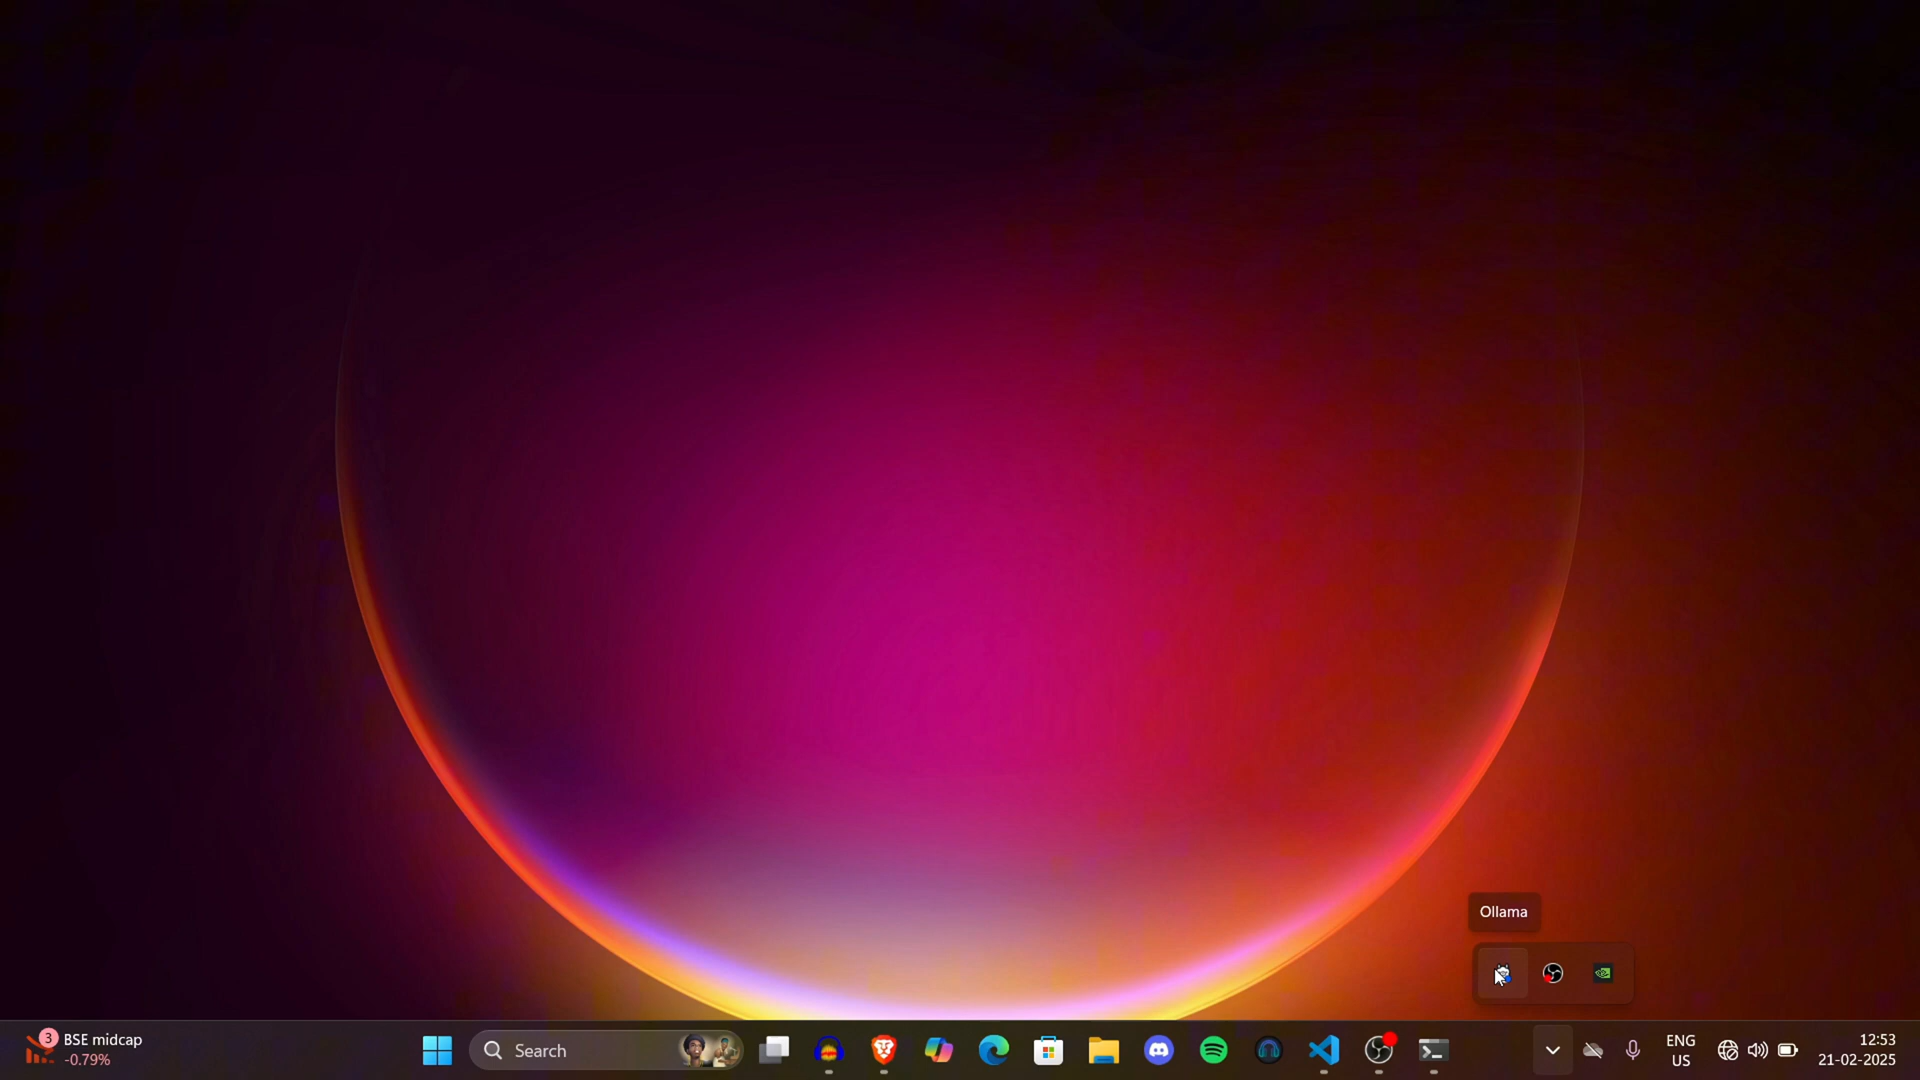 Ollama
3
BSE midcap
-0.79%
Search
ENG
US
12:53
21-02-2025